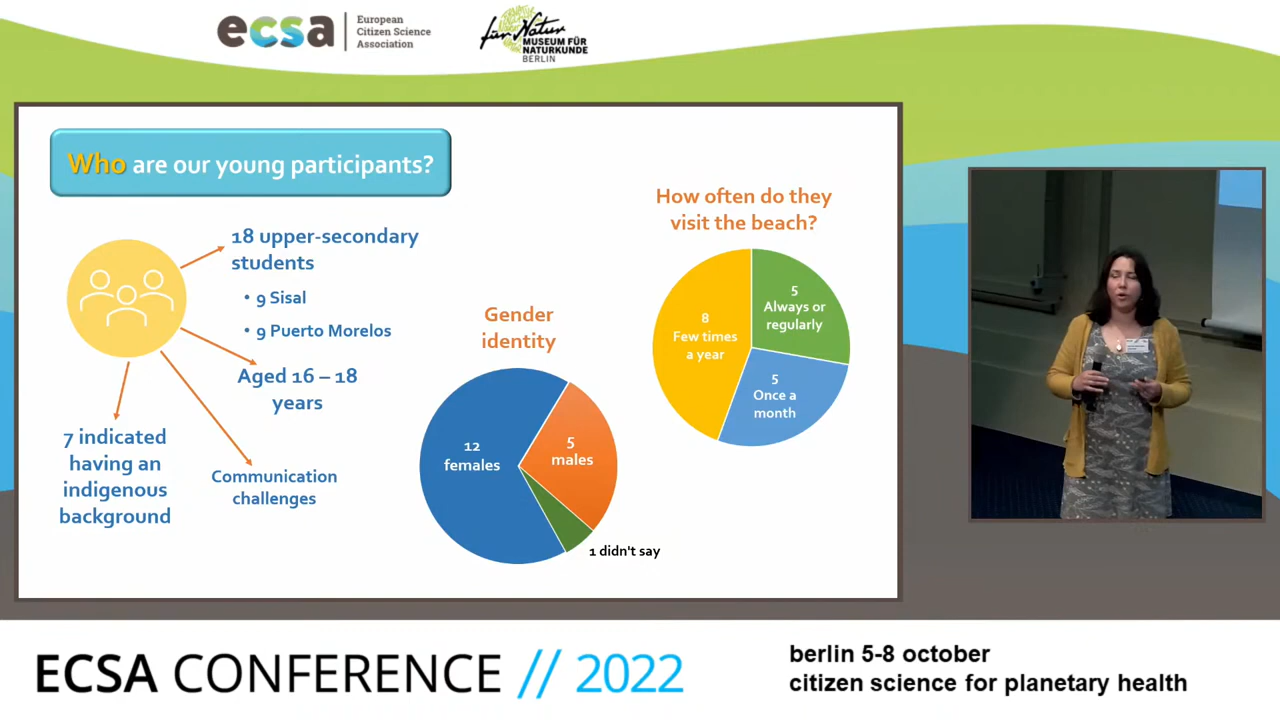 ecsa
European
Citizen Science
Association
für Natur
MUSEUM FÜR
NATURKUNDE
BERLIN
Who are our young participants?
18 upper-secondary
students
• 9 Sisal
• 9 Puerto Morelos
Aged 16 – 18
years
7 indicated
having an
indigenous
background
Communication
challenges
Gender
identity
12
females
5
males
1 didn't say
How often do they
visit the beach?
8
Few times
a year
5
Always or
regularly
5
Once a
month
ECSA CONFERENCE // 2022
berlin 5-8 october
citizen science for planetary health